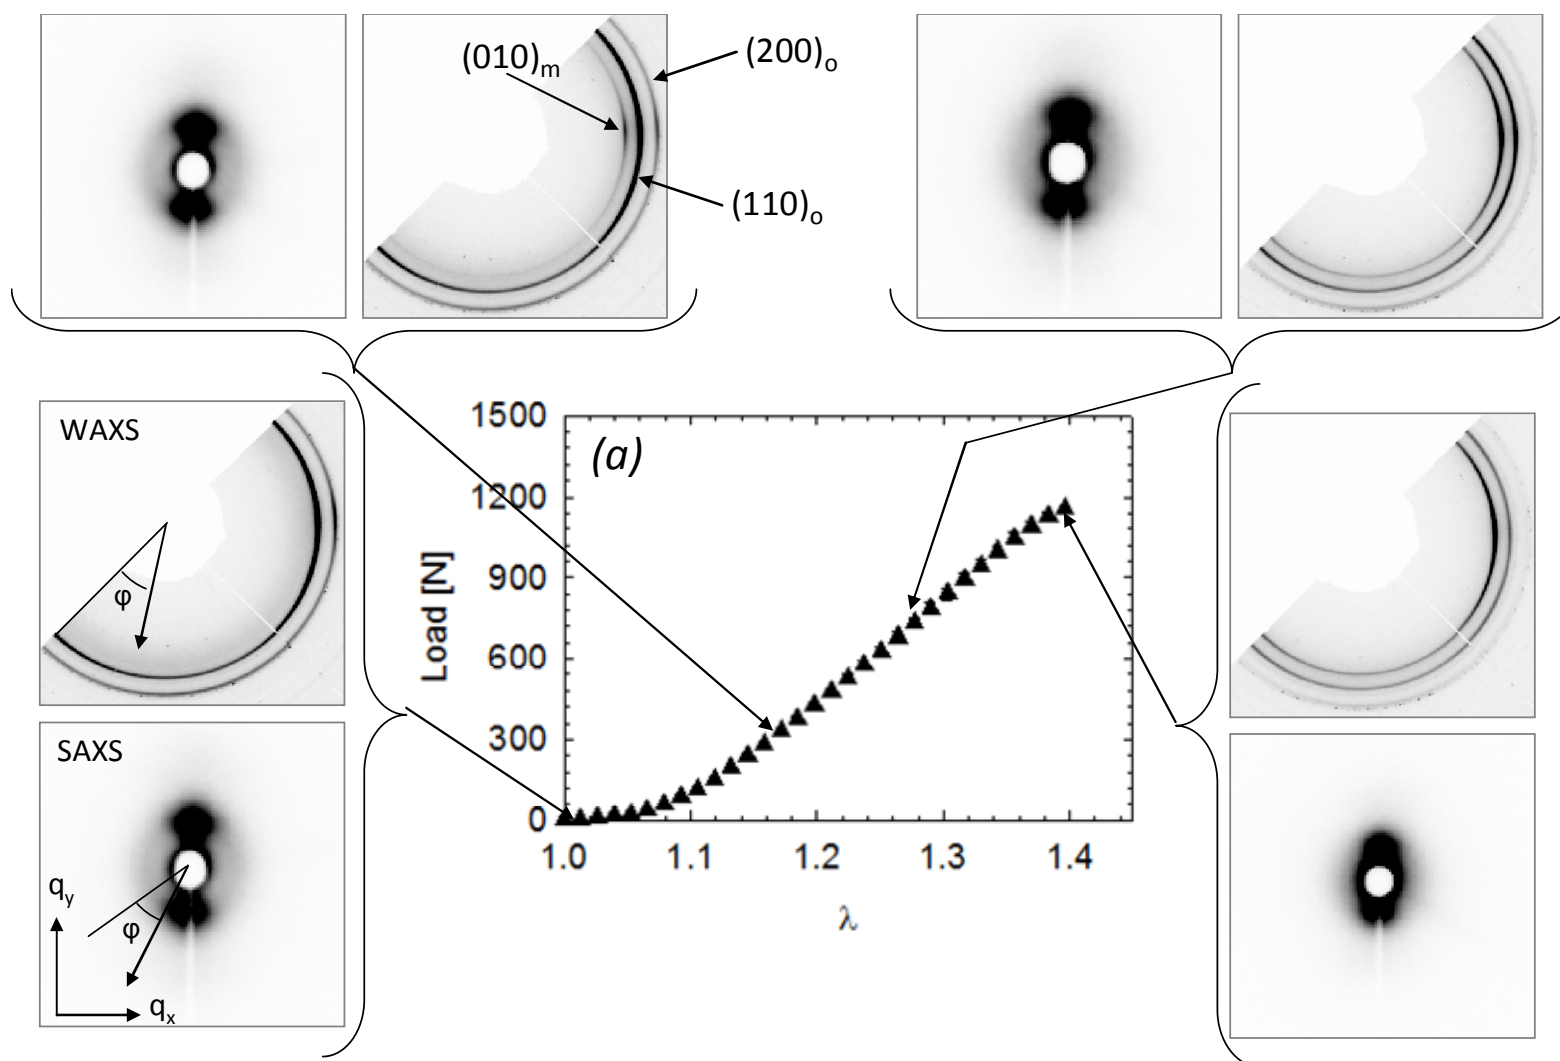 (010)m
(200)o
(110)o
WAXS
φ
SAXS
qy
φ
qx
(a)
1500
1200
900
600
300
0
Load [N]
1.0 1.1 1.2 1.3 1.4
λ